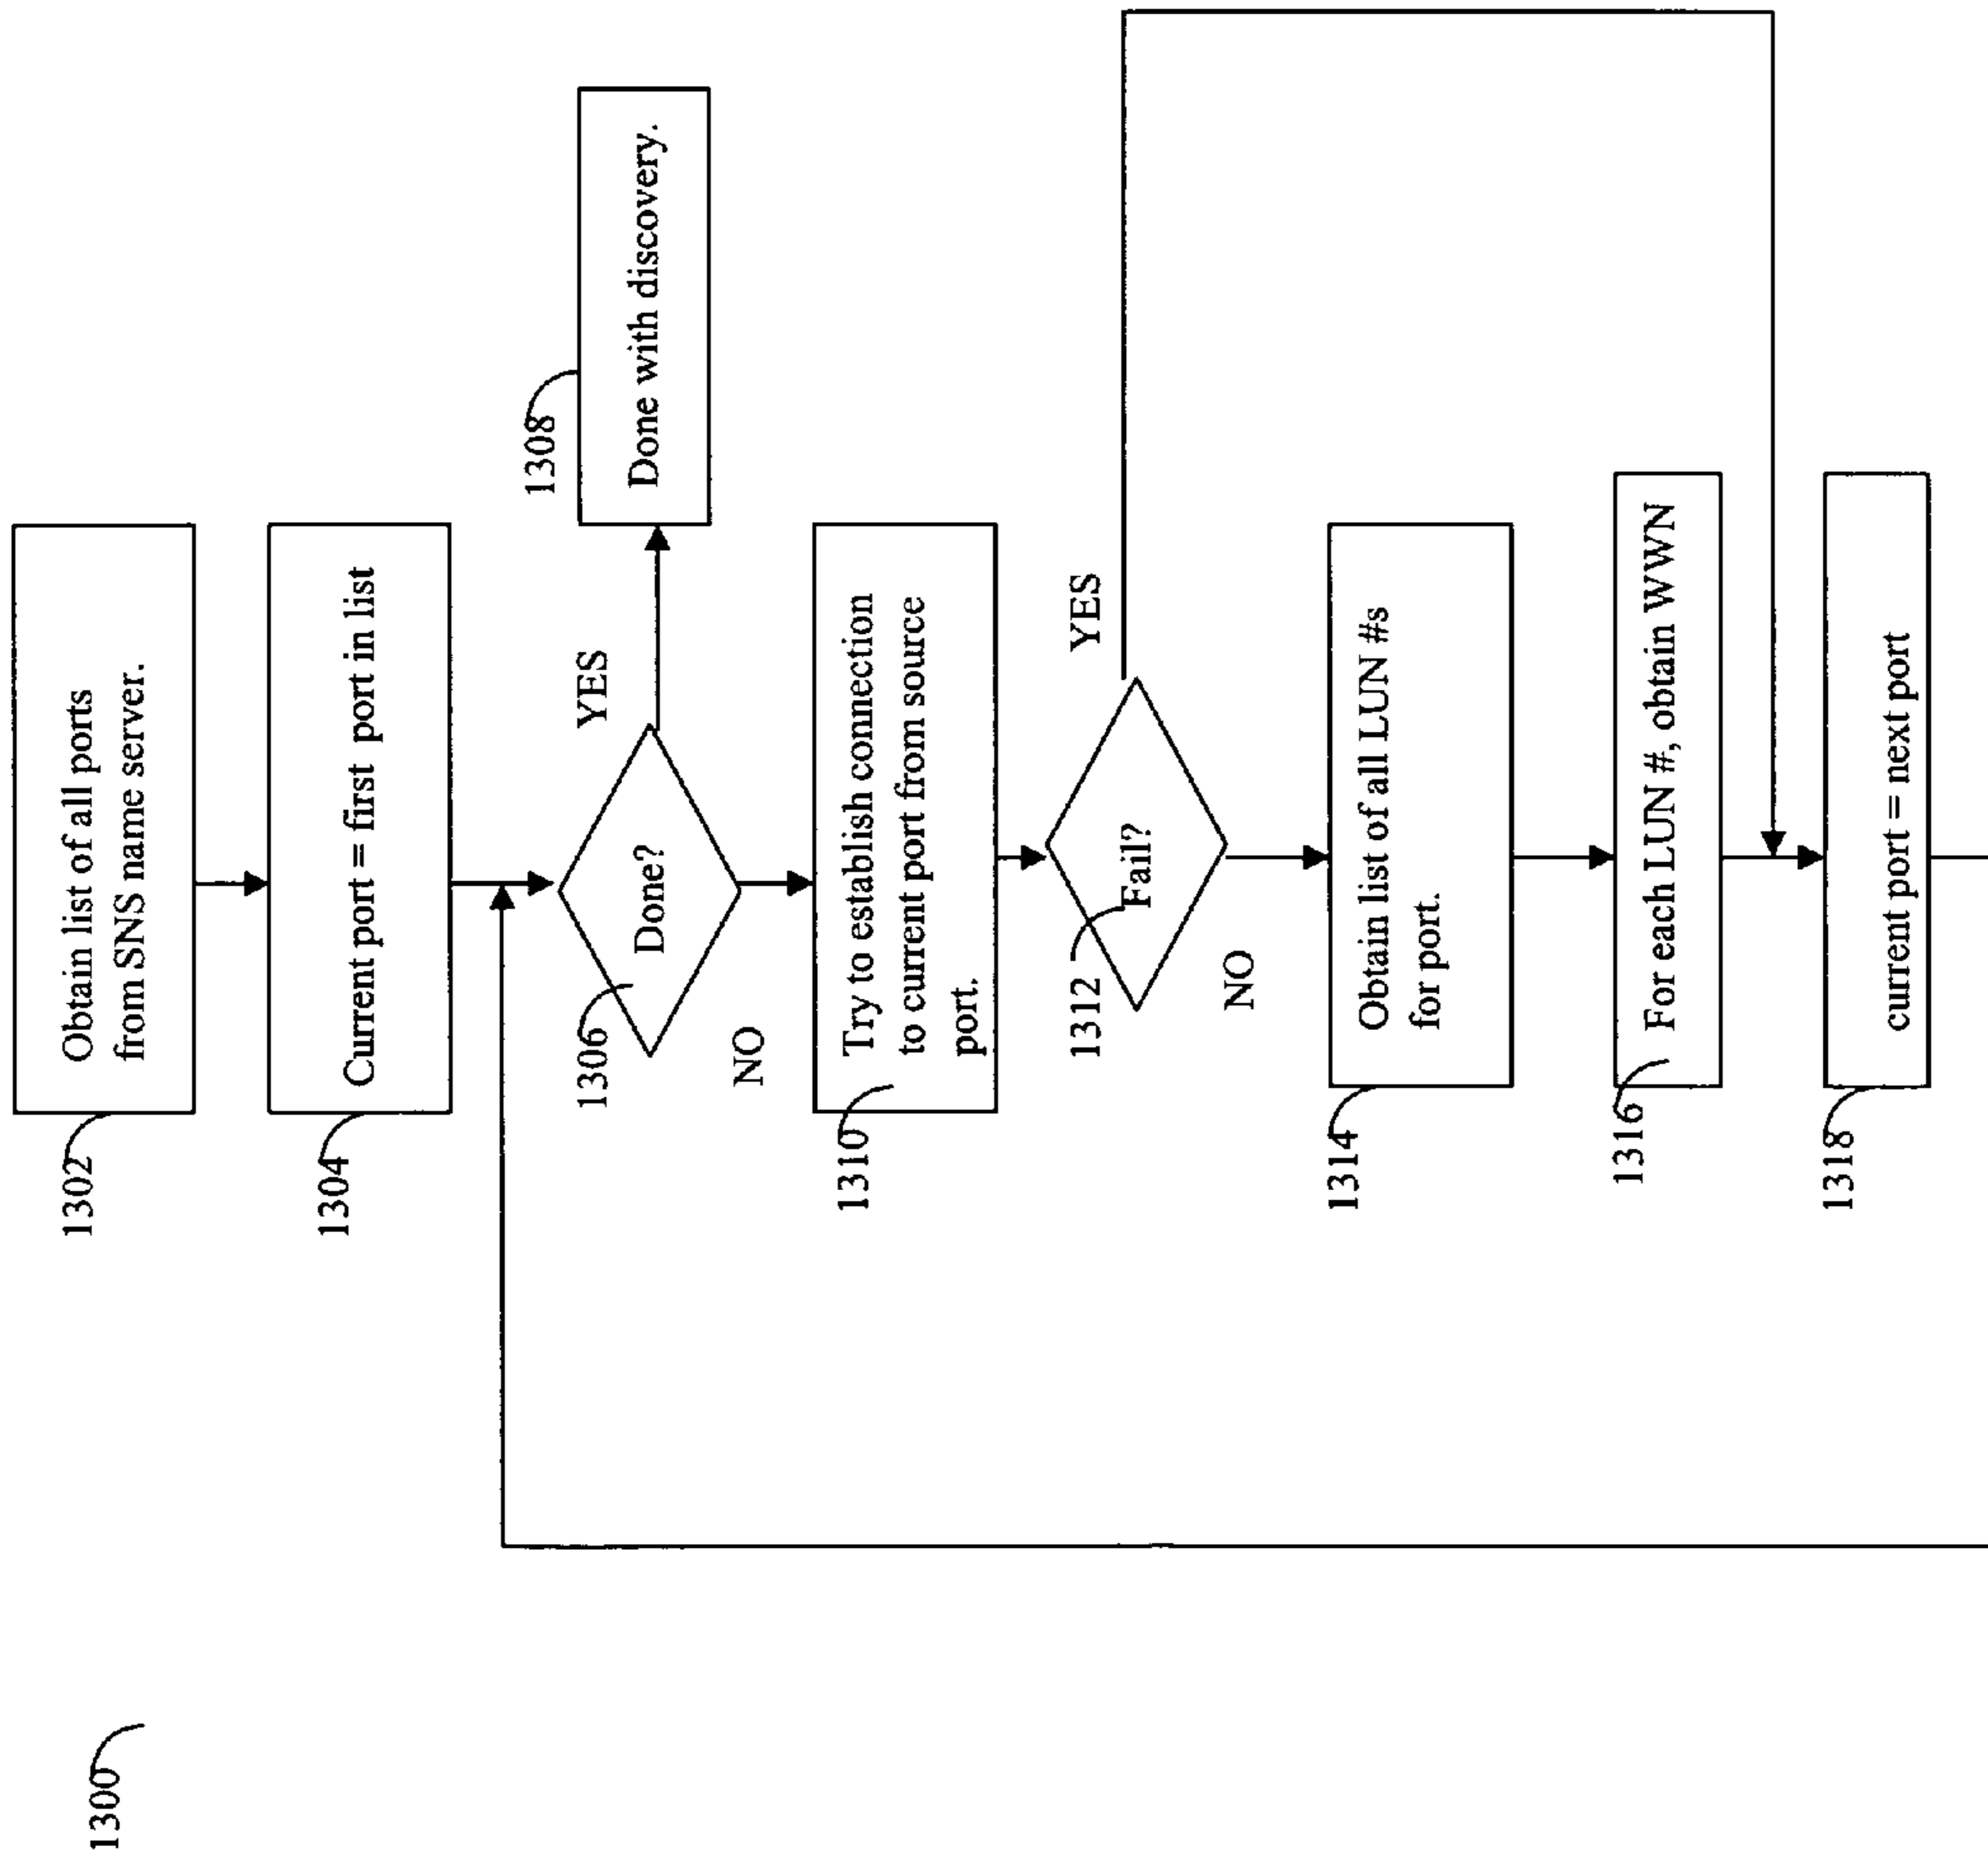 1300
1302
Obtain list of all ports
from SNS name server.
1304
Current port = first port in list
1306
Done?
YES
1308
Done with discovery.
NO
1310
Try to establish connection
to current port from source
port.
1312
Fail?
YES
NO
1314
Obtain list of all LUN #s
for port.
1316
For each LUN #, obtain WWN
1318
current port = next port